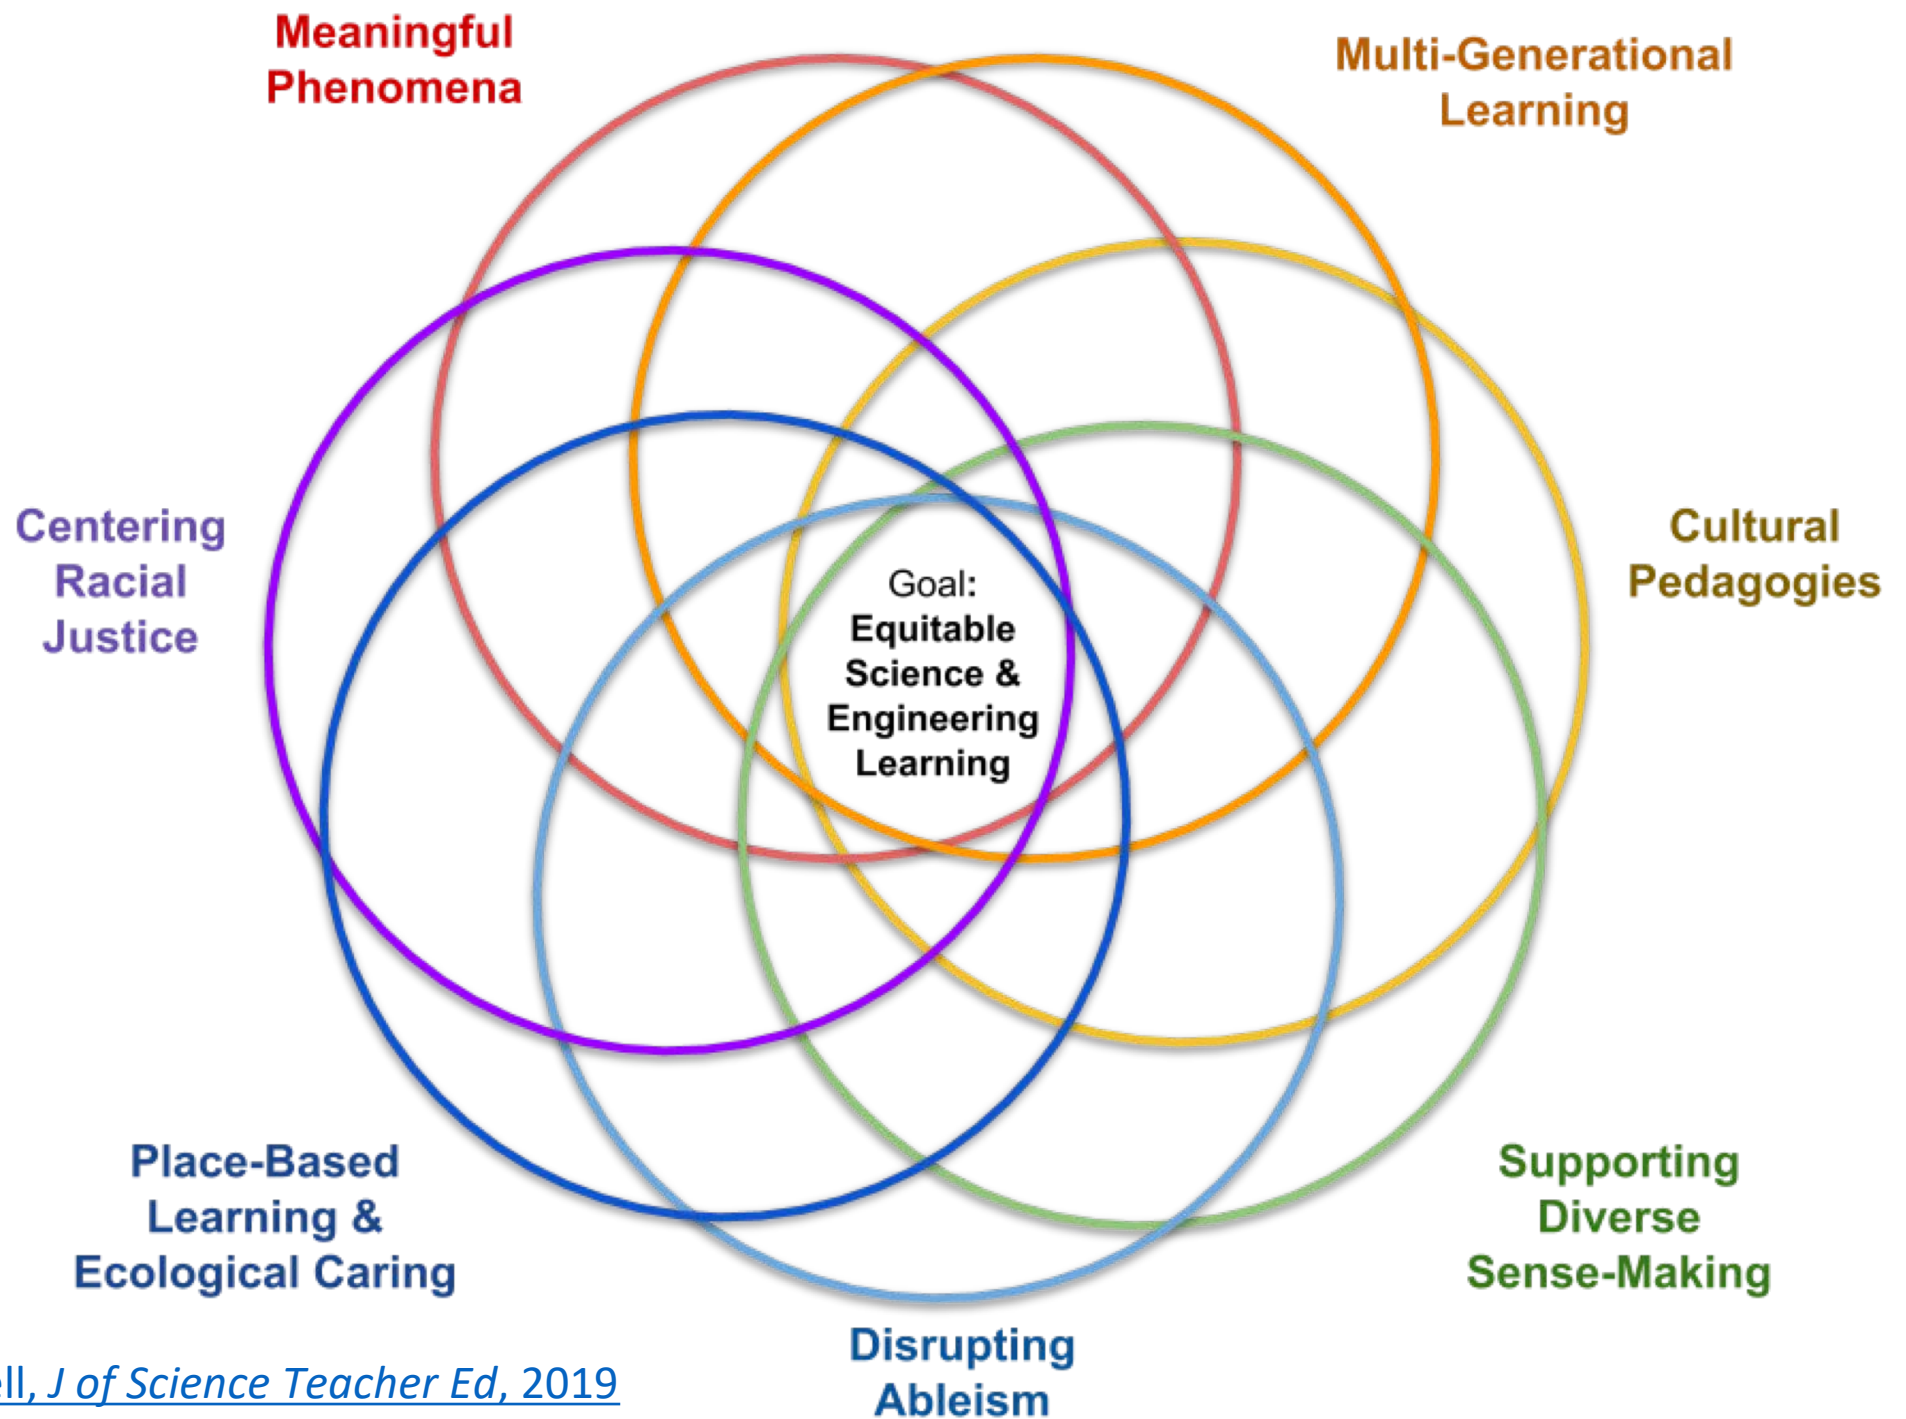 Meaningful
Phenomena
Multi-Generational
Learning
Centering
Racial
Justice
Cultural
Pedagogies
Goal:
Equitable
Science &
Engineering
Learning
Place-Based
Learning &
Ecological Caring
Supporting
Diverse
Sense-Making
Disrupting
Ableism
J of Science Teacher Ed, 2019